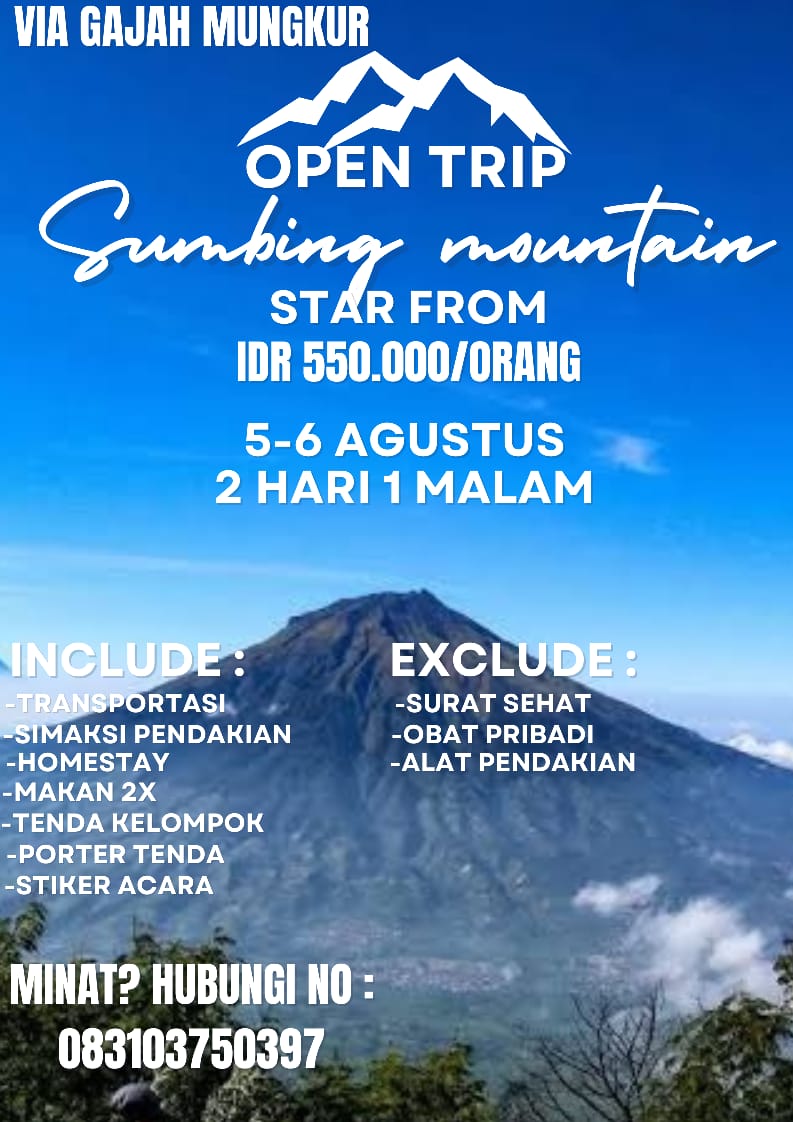 VIA GAJAH MUNGKUR
OPEN TRIP
Sumbing mountain
STAR FROM
IDR 550.000/ORANG
5-6 AGUSTUS
2 HARI 1 MALAM
INCLUDE :
-TRANSPORTASI
-SIMAKSI PENDAKIAN
-HOMESTAY
-MAKAN 2X
-TENDA KELOMPOK
-PORTER TENDA
-STIKER ACARA
EXCLUDE :
-SURAT SEHAT
-OBAT PRIBADI
-ALAT PENDAKIAN
MINAT? HUBUNGI NO :
083103750397